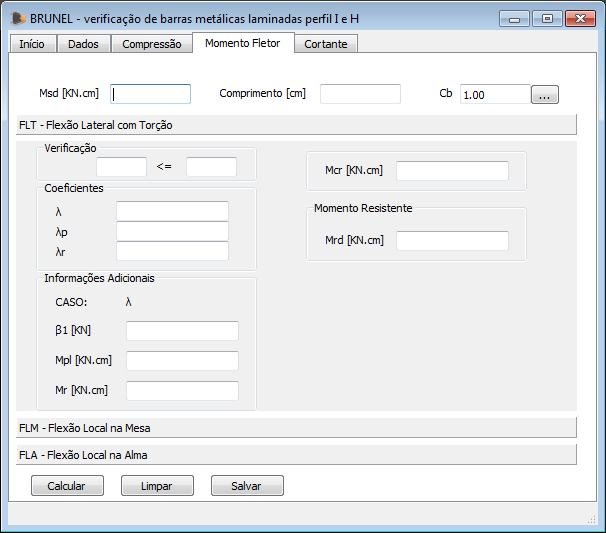 BRUNEL - verificação de barras metálicas laminadas perfil I e H
Início Dados Compressão Momento Fletor Cortante
Msd [KN.cm] Comprimento [cm] Cb 1.00 ...
FLT - Flexão Lateral com Torção
Verificação
<=
Mcr [KN.cm]
Coeficientes
λ
λp
λr
Momento Resistente
Mrd [KN.cm]
Informações Adicionais
CASO: λ
β1 [KN]
Mpl [KN.cm]
Mr [KN.cm]
FLM - Flexão Local na Mesa
FLA - Flexão Local na Alma
Calcular Limpar Salvar